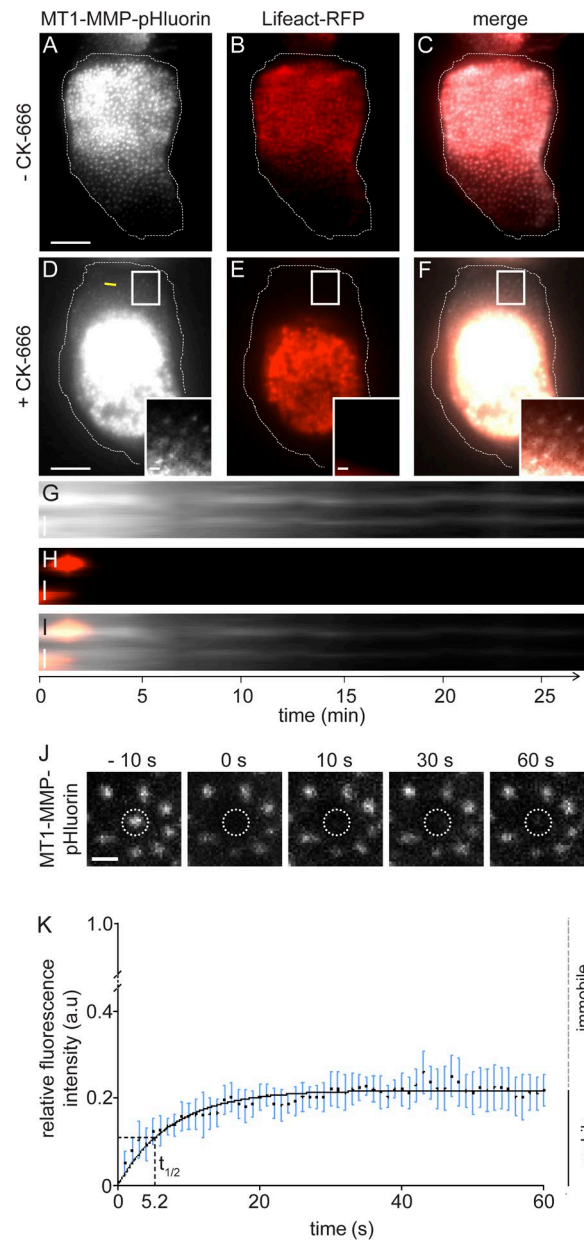 MT1-MMP-pHluorin Lifeact-RFP merge
A B C
- CK-666
D E F
+ CK-666
G
H
I
0 5 10 15 20 25
time (min)
J
MT1-MMP-
pHluorin
- 10 s 0 s 10 s 30 s 60 s
K
1.0
0.4
0.2
0
relative fluorescence
intensity (a.u)
t1/2
immobile
0 5.2 20 40 60
time (s)